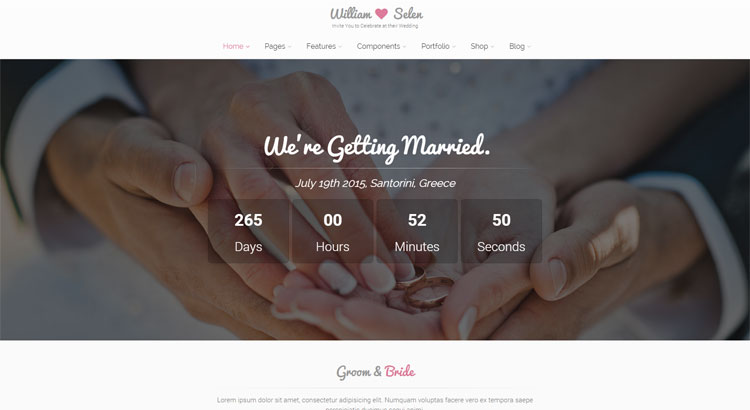 William Selen
Invite You to Celebrate at their Wedding
Home Pages Features Components Portfolio Shop Blog
We're Getting Married.
July 19th 2015, Santorini, Greece
265 00 52 50
Days Hours Minutes Seconds
Groom & Bride
Lorem ipsum dolor sit amet, consectetur adipisicing elit. Numquam voluptas facere vero ex tempora saepe